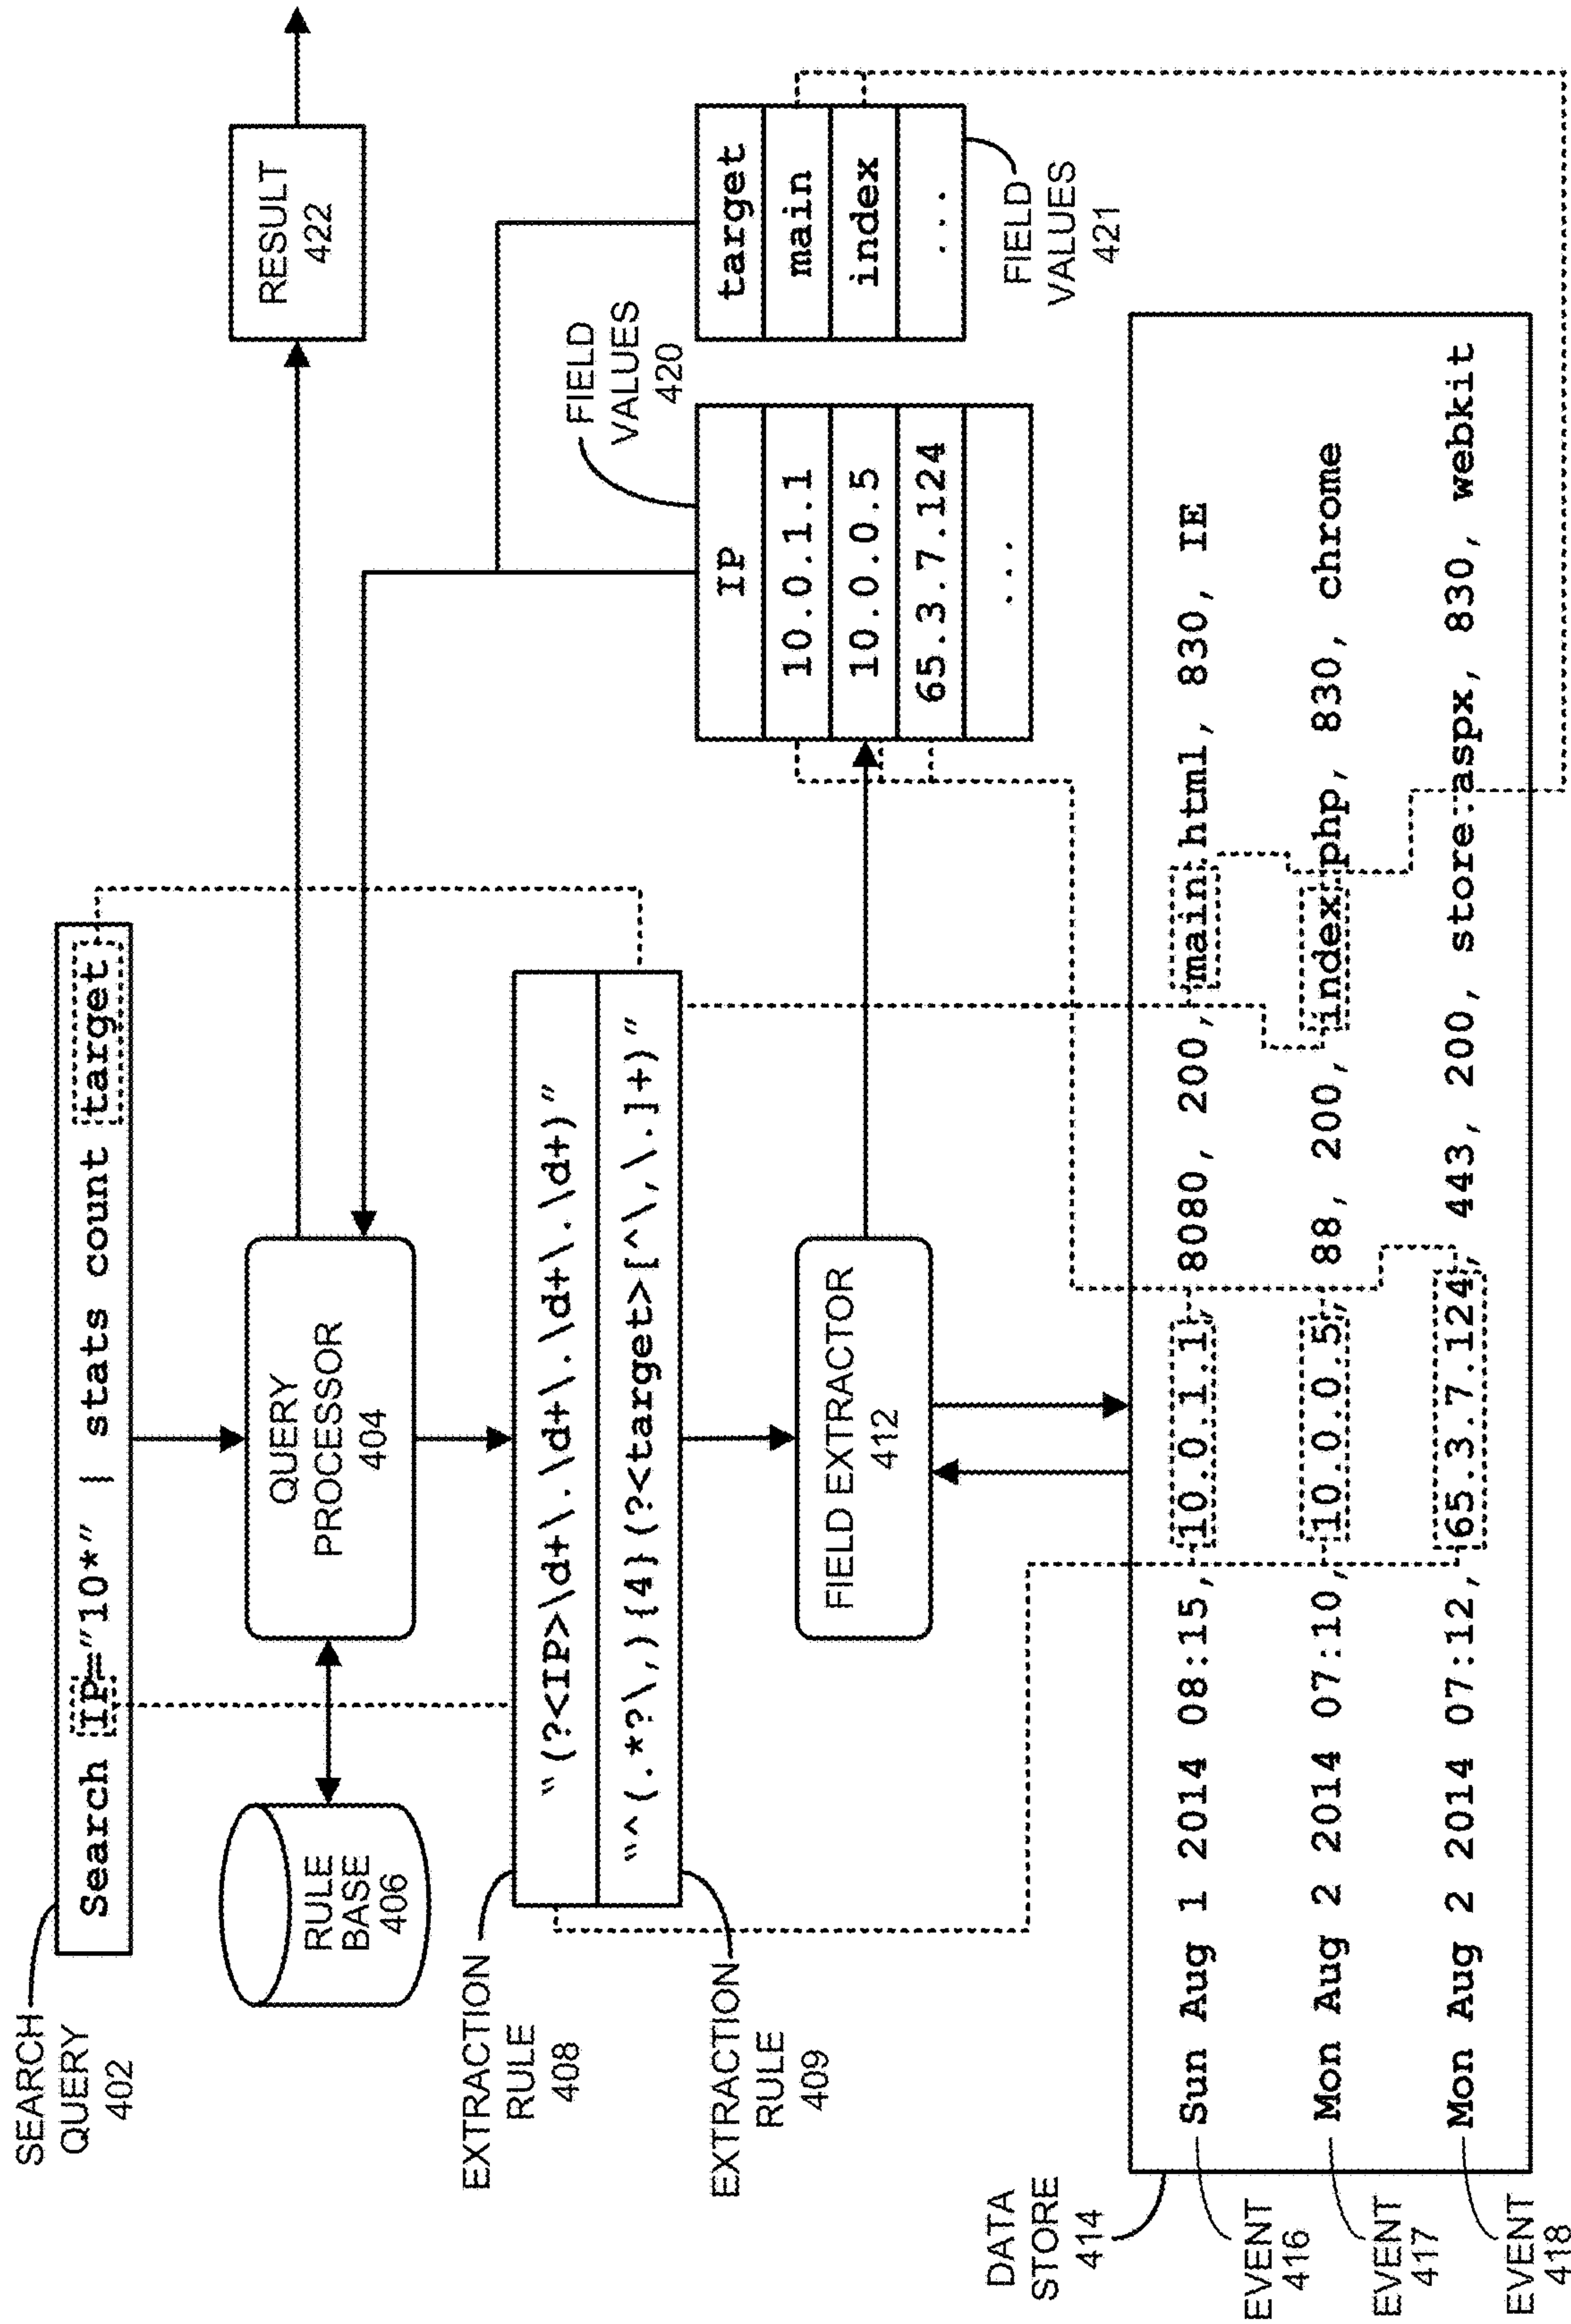 SEARCH
QUERY
402
Search IP="10*" | stats count target
RULE
BASE
406
QUERY
PROCESSOR
404
RESULT
422
EXTRACTION
RULE
408
"(?<IP>\d+\.\d+\.\d+\.\d+)"
EXTRACTION
RULE
409
"^(.*?\,){4}(?<target>[^\,\.]+)"
FIELD EXTRACTOR
412
FIELD
VALUES
420
IP
10.0.1.1
10.0.0.5
65.3.7.124
...
target
main
index
...
FIELD
VALUES
421
DATA
STORE
414
EVENT
416
Sun Aug 1 2014 08:15, 10.0.1.1, 8080, 200, main.html, 830, IE
EVENT
417
Mon Aug 2 2014 07:10, 10.0.0.5, 88, 200, index.php, 830, chrome
EVENT
418
Mon Aug 2 2014 07:12, 65.3.7.124, 443, 200, store.aspx, 830, webkit